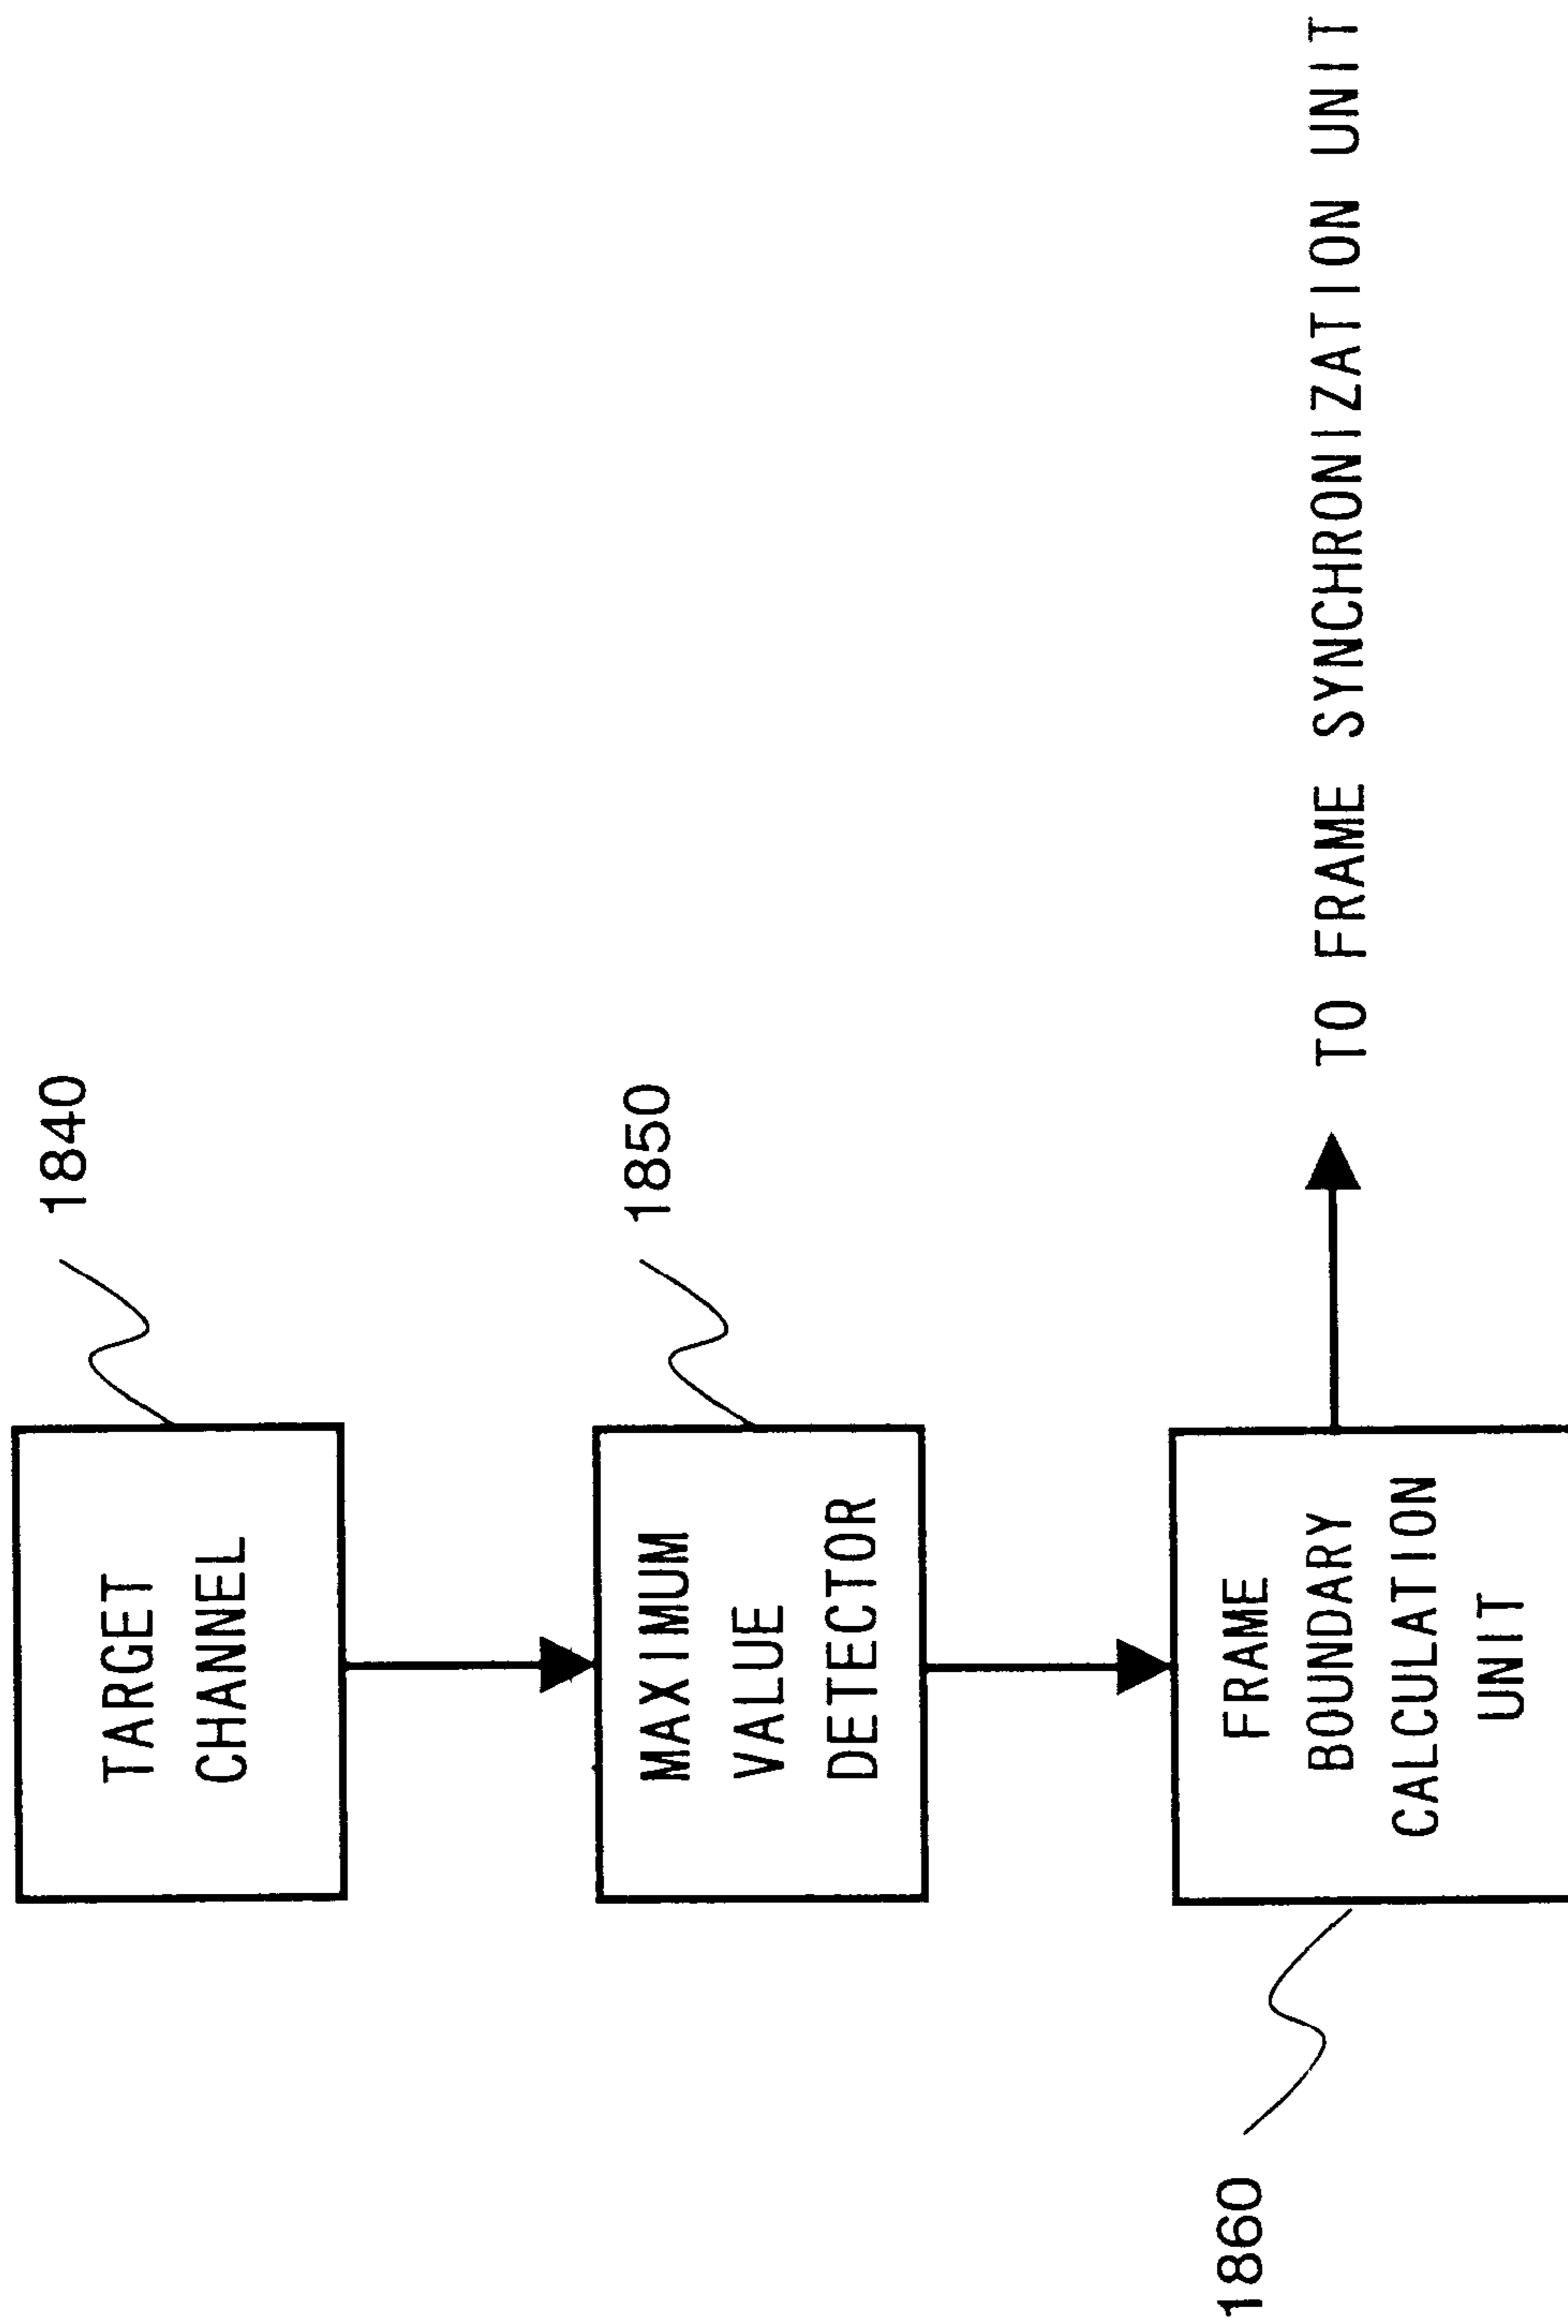 1840
TARGET
CHANNEL
1850
MAXIMUM
VALUE
DETECTOR
1860
FRAME
BOUNDARY
CALCULATION
UNIT
TO FRAME SYNCHRONIZATION UNIT